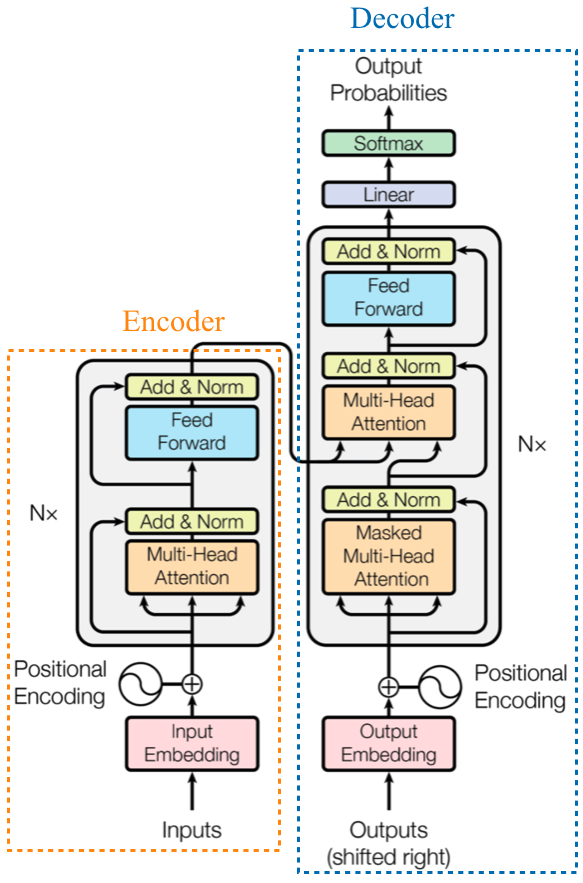 Decoder
Output
Probabilities
Softmax
Linear
Add & Norm
Feed
Forward
Add & Norm
Multi-Head
Attention
Nx
Add & Norm
Masked
Multi-Head
Attention
Positional
Encoding
Output
Embedding
Outputs
(shifted right)
Encoder
Add & Norm
Feed
Forward
Nx
Add & Norm
Multi-Head
Attention
Positional
Encoding
Input
Embedding
Inputs